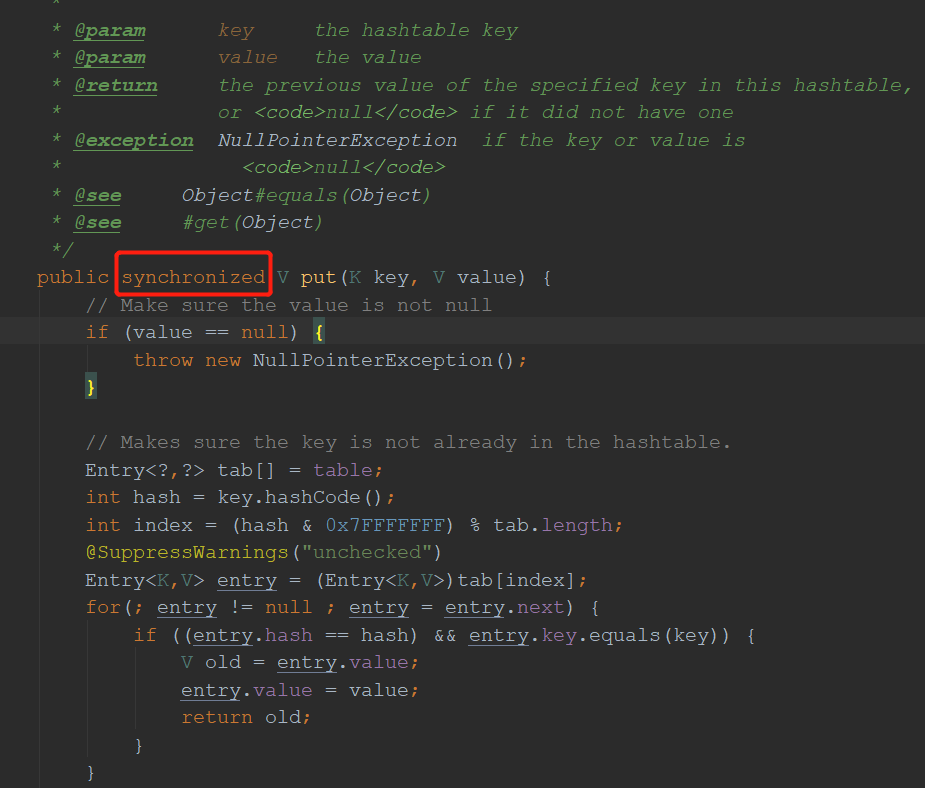 *
* @param      key     the hashtable key
* @param      value   the value
* @return     the previous value of the specified key in this hashtable,
*             or <code>null</code> if it did not have one
* @exception  NullPointerException  if the key or value is
*               <code>null</code>
* @see     Object#equals(Object)
* @see     #get(Object)
*/
public synchronized V put(K key, V value) {
    // Make sure the value is not null
    if (value == null) {
        throw new NullPointerException();
    }

    // Makes sure the key is not already in the hashtable.
    Entry<?,?> tab[] = table;
    int hash = key.hashCode();
    int index = (hash & 0x7FFFFFFF) % tab.length;
    @SuppressWarnings("unchecked")
    Entry<K,V> entry = (Entry<K,V>)tab[index];
    for(; entry != null ; entry = entry.next) {
        if ((entry.hash == hash) && entry.key.equals(key)) {
            V old = entry.value;
            entry.value = value;
            return old;
        }
    }